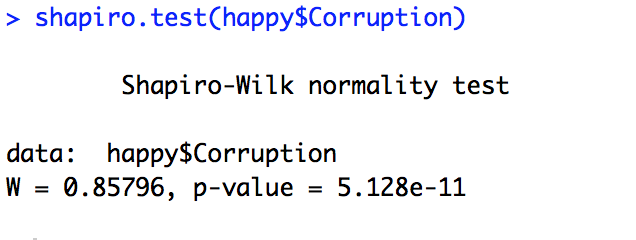 > shapiro.test(happy$Corruption)
Shapiro-Wilk normality test
data:  happy$Corruption
W = 0.85796, p-value = 5.128e-11